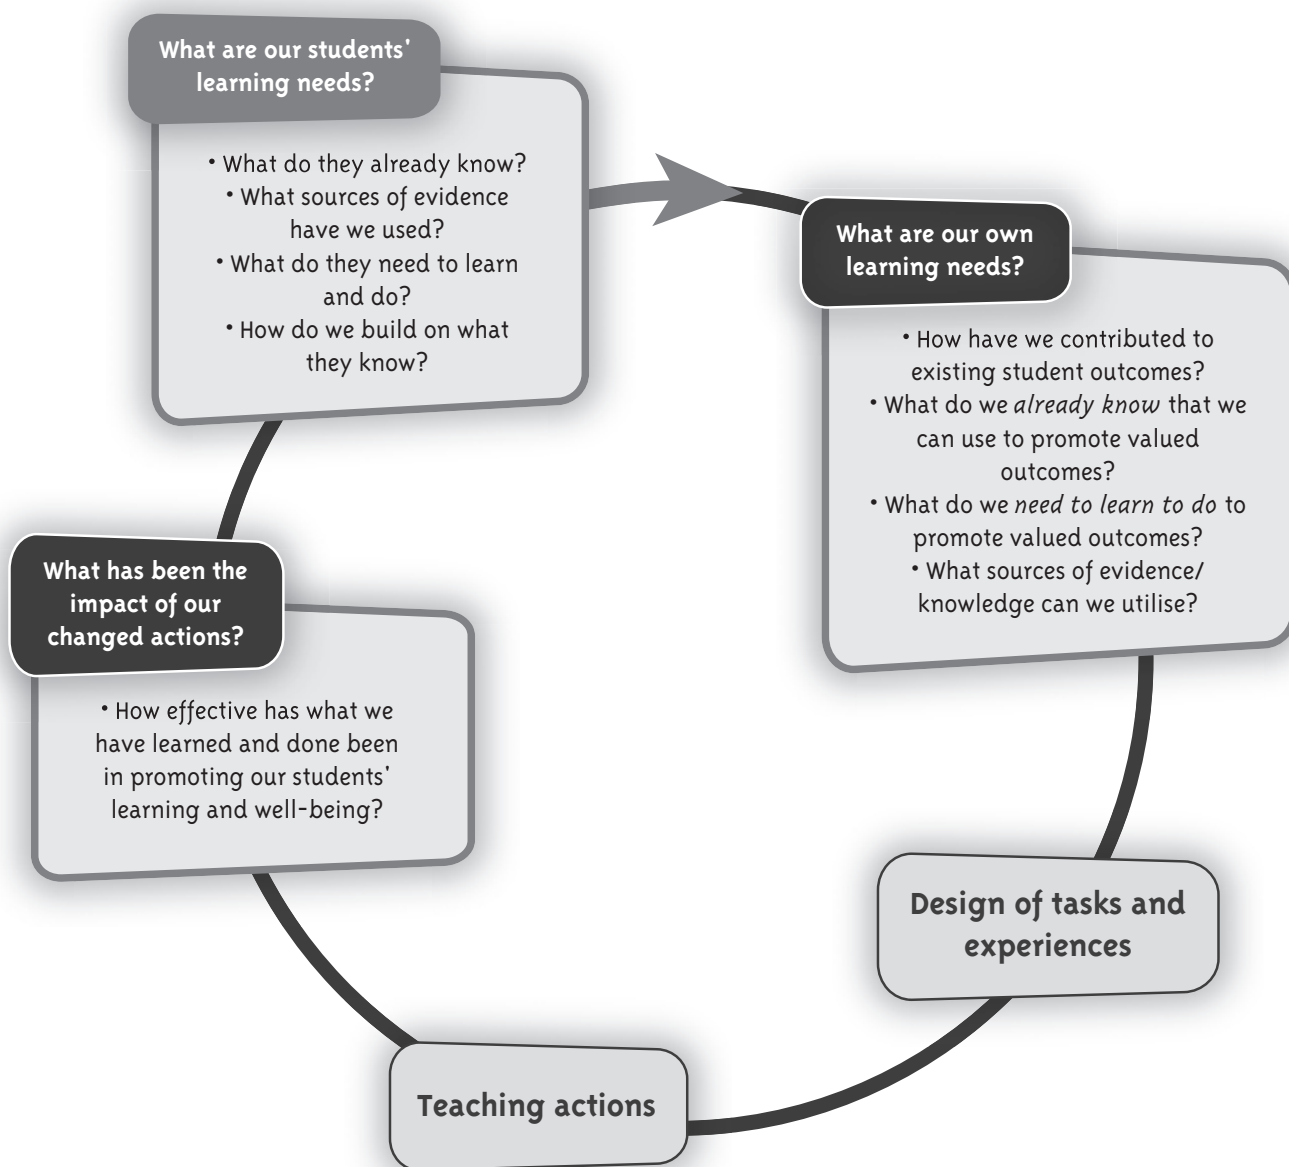 What are our students'
learning needs?
• What do they already know?
• What sources of evidence
have we used?
• What do they need to learn
and do?
• How do we build on what
they know?
What are our own
learning needs?
• How have we contributed to
existing student outcomes?
• What do we already know that we
can use to promote valued
outcomes?
• What do we need to learn to do to
promote valued outcomes?
• What sources of evidence/
knowledge can we utilise?
Design of tasks and
experiences
Teaching actions
What has been the
impact of our
changed actions?
• How effective has what we
have learned and done been
in promoting our students'
learning and well-being?